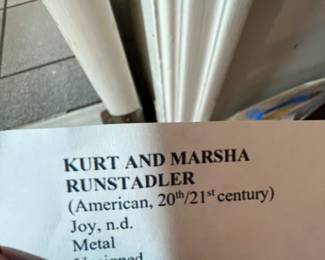 KURT AND MARSHA
RUNSTADLER
(American, 20th/21st century)
Joy, n.d.
Metal